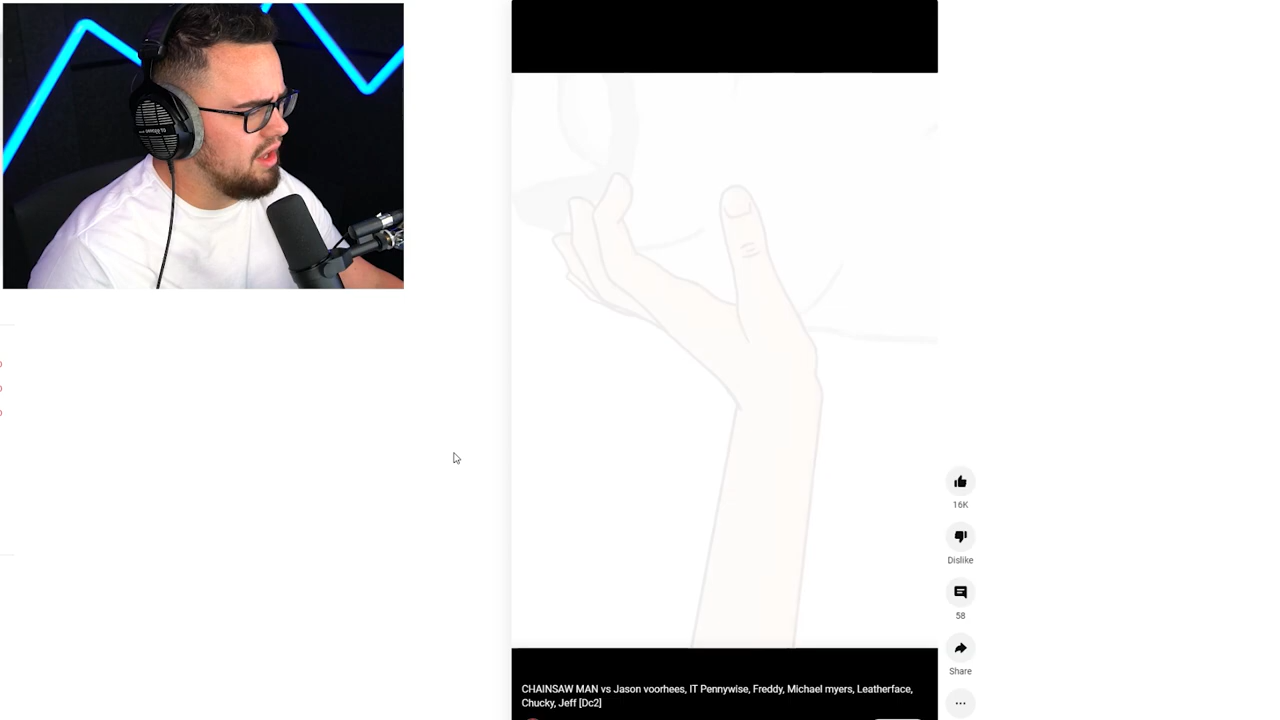 16K
Dislike
58
Share
CHAINSAW MAN vs Jason voorhees, IT Pennywise, Freddy, Michael myers, Leatherface,
Chucky, Jeff [Dc2]